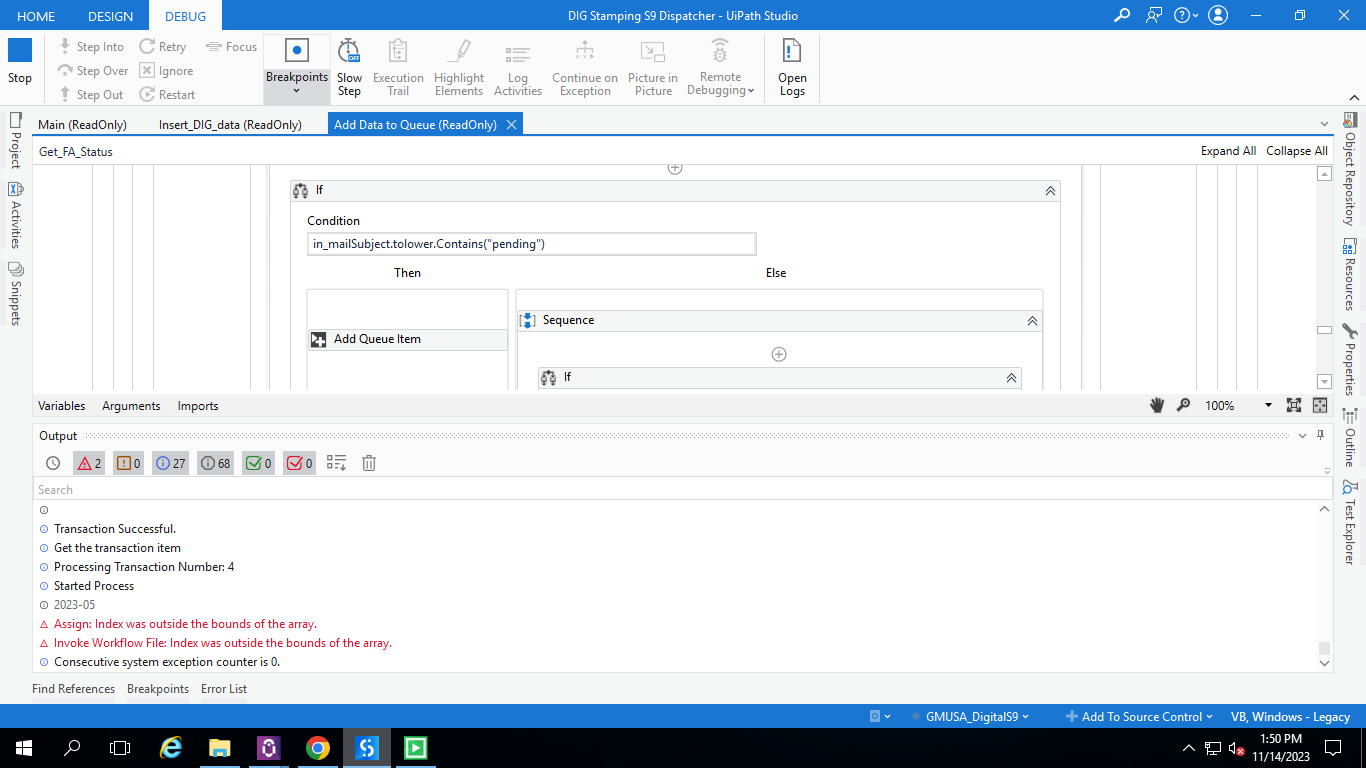 HOME DESIGN DEBUG DIG Stamping S9 Dispatcher - UiPath Studio
Stop
Step Into Retry Focus
Step Over Ignore
Step Out Restart
Breakpoints
Slow Step
Execution Trail
Highlight Elements
Log Activities
Continue on Exception
Picture in Picture
Remote Debugging
Open Logs
Main (ReadOnly) Insert_DIG_data (ReadOnly) Add Data to Queue (ReadOnly)
Get_FA_Status Expand All Collapse All
Project
Activities
Snippets
If
Condition
in_mailSubject.tolower.Contains("pending")
Then Else
Sequence
Add Queue Item
If
Variables Arguments Imports 100%
Output
2 0 27 68 0 0
Search
Transaction Successful.
Get the transaction item
Processing Transaction Number: 4
Started Process
2023-05
Assign: Index was outside the bounds of the array.
Invoke Workflow File: Index was outside the bounds of the array.
Consecutive system exception counter is 0.
Object Repository
Resources
Properties
Outline
Test Explorer
Find References Breakpoints Error List
GMUSA_DigitalS9 Add To Source Control VB, Windows - Legacy
1:50 PM
11/14/2023